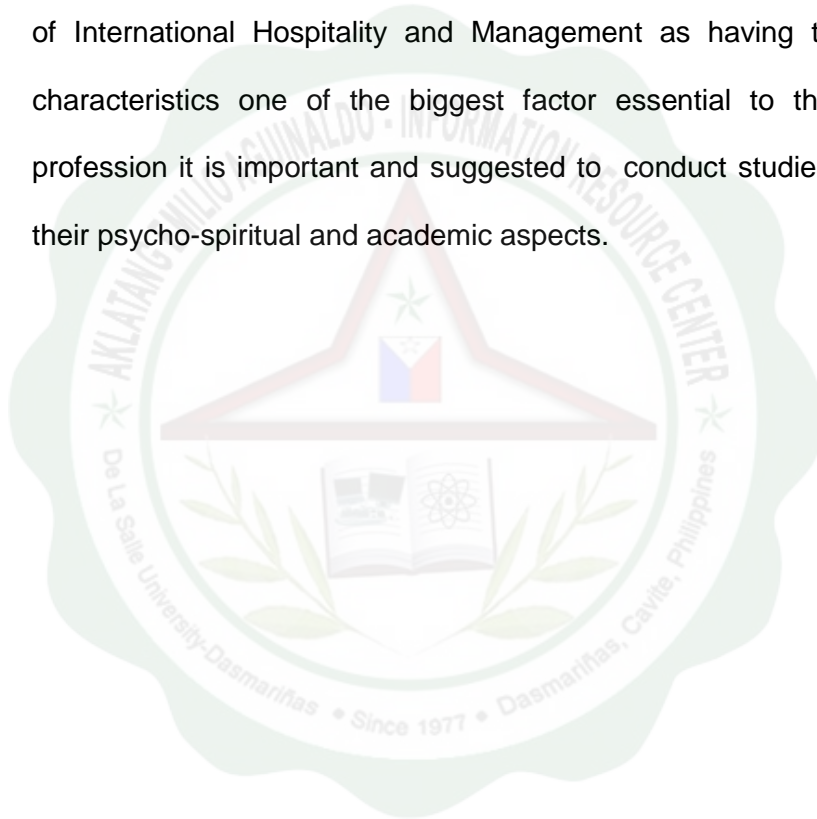 of International Hospitality and Management as having
characteristics one of the biggest factor essential to
profession it is important and suggested to conduct
their psycho-spiritual and academic aspects.
AKLATANG EMILIO AGUINALDO - INFORMATION RESOURCE CENTER
De La Salle University-Dasmariñas • Since 1977 • Dasmariñas, Cavite, Philippines